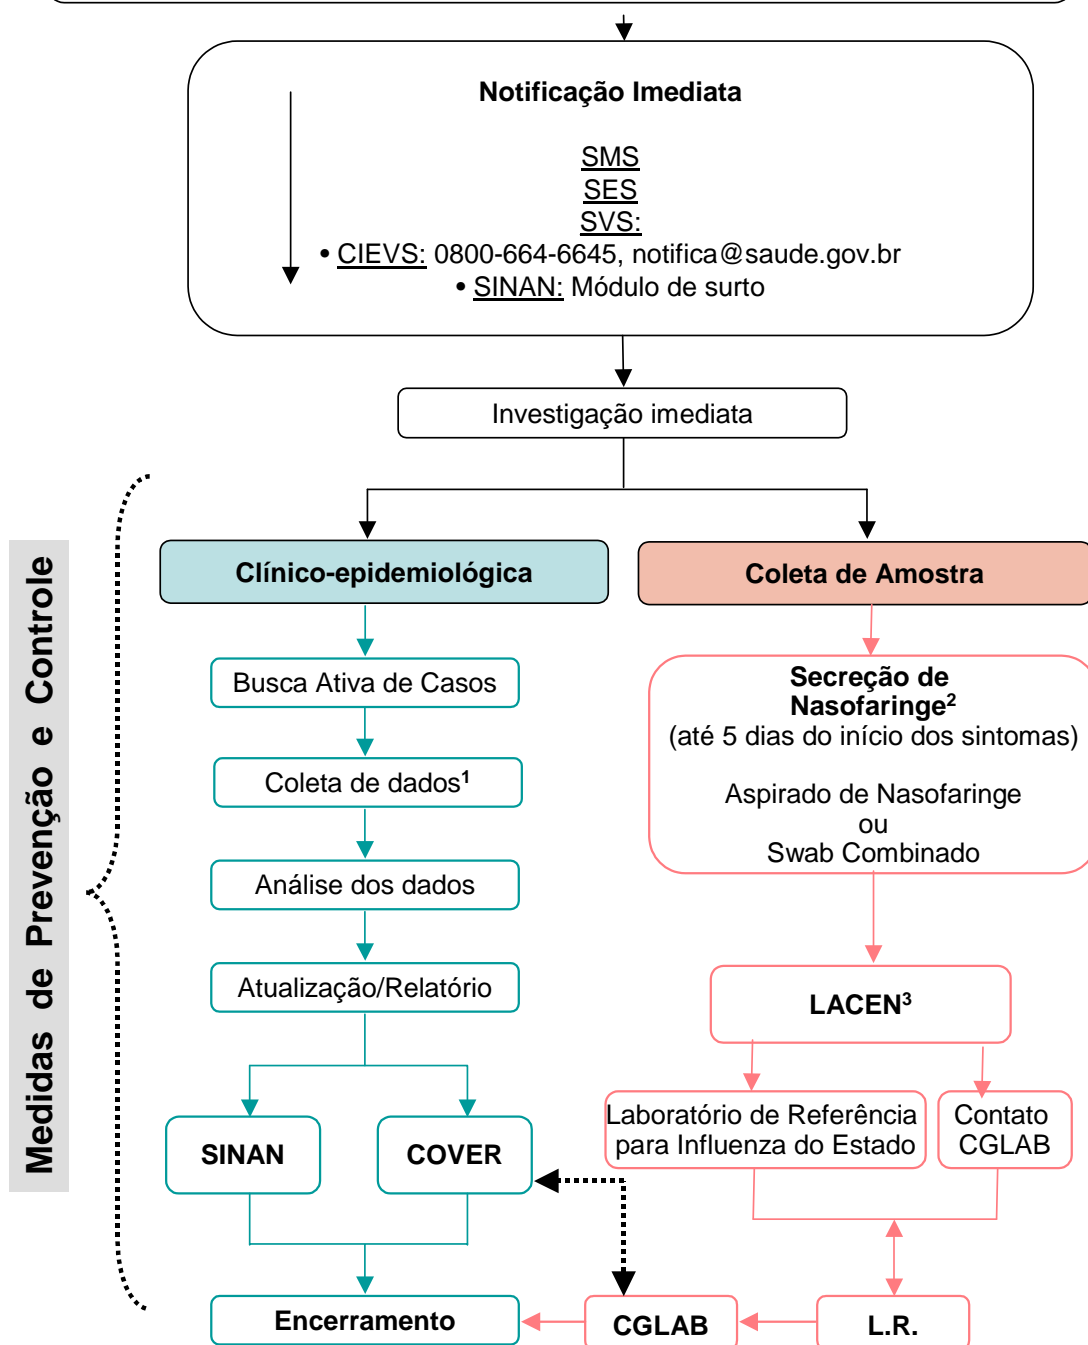 Notificação Imediata
SMS
SES
SVS:
• CIEVS: 0800-664-6645, notifica@saude.gov.br
• SINAN: Módulo de surto
Investigação imediata
Medidas de Prevenção e Controle
Clínico-epidemiológica
Busca Ativa de Casos
Coleta de dados¹
Análise dos dados
Atualização/Relatório
SINAN
COVER
Encerramento
Coleta de Amostra
Secreção de
Nasofaringe²
(até 5 dias do início dos sintomas)
Aspirado de Nasofaringe
ou
Swab Combinado
LACEN³
Laboratório de Referência
para Influenza do Estado
Contato
CGLAB
CGLAB
L.R.